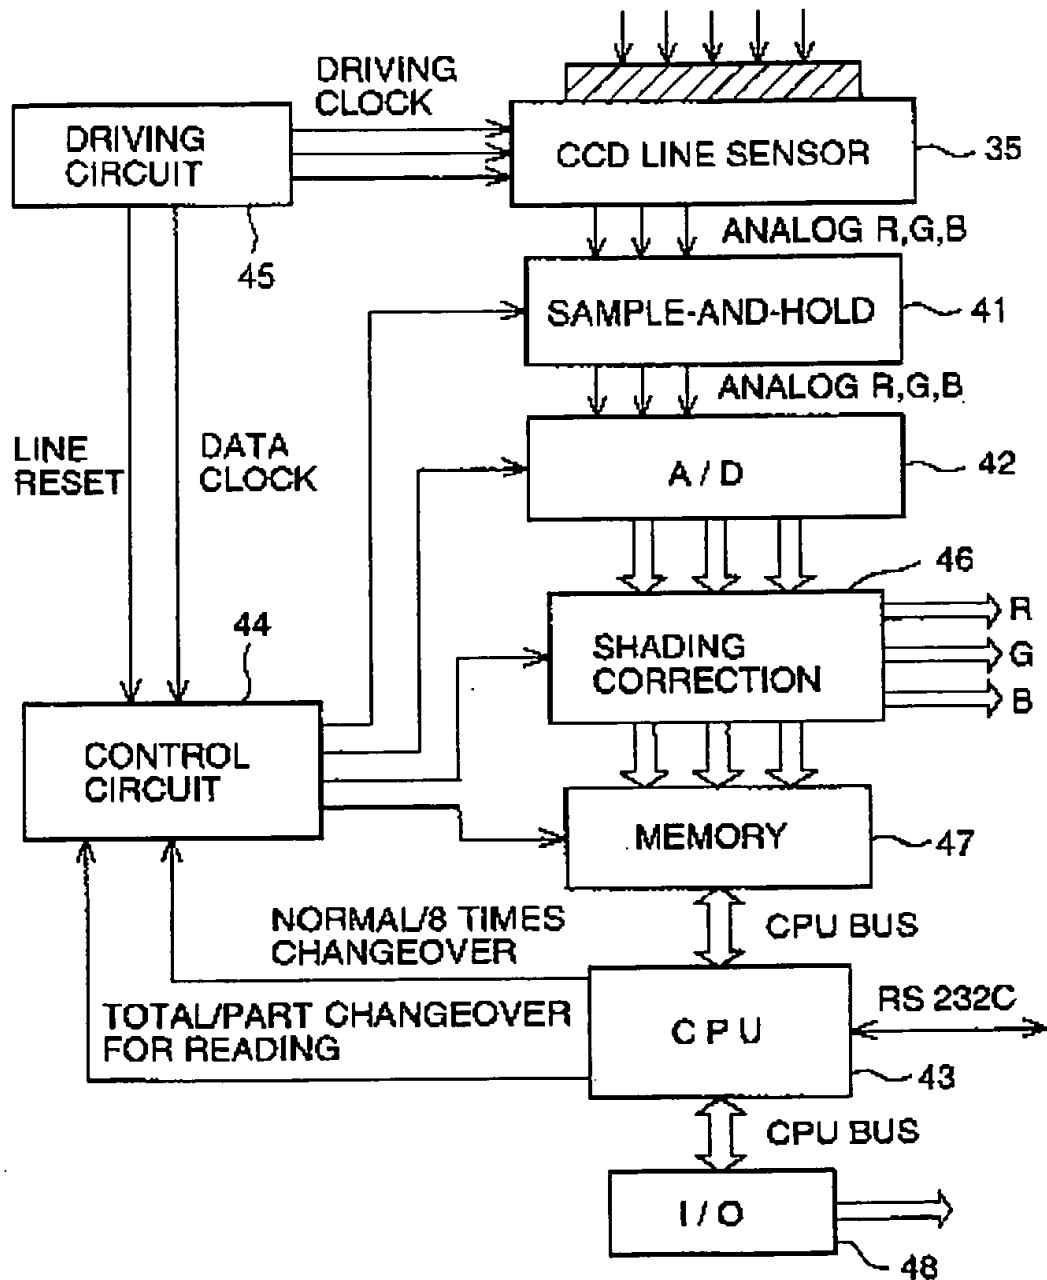 DRIVING
CLOCK
DRIVING
CIRCUIT
CCD LINE SENSOR
35
45
ANALOG R,G,B
SAMPLE-AND-HOLD
41
ANALOG R,G,B
LINE
RESET
DATA
CLOCK
A / D
42
46
44
SHADING
CORRECTION
R
G
B
CONTROL
CIRCUIT
MEMORY
47
NORMAL/8 TIMES
CHANGEOVER
CPU BUS
TOTAL/PART CHANGEOVER
FOR READING
C P U
RS 232C
43
CPU BUS
I / O
48